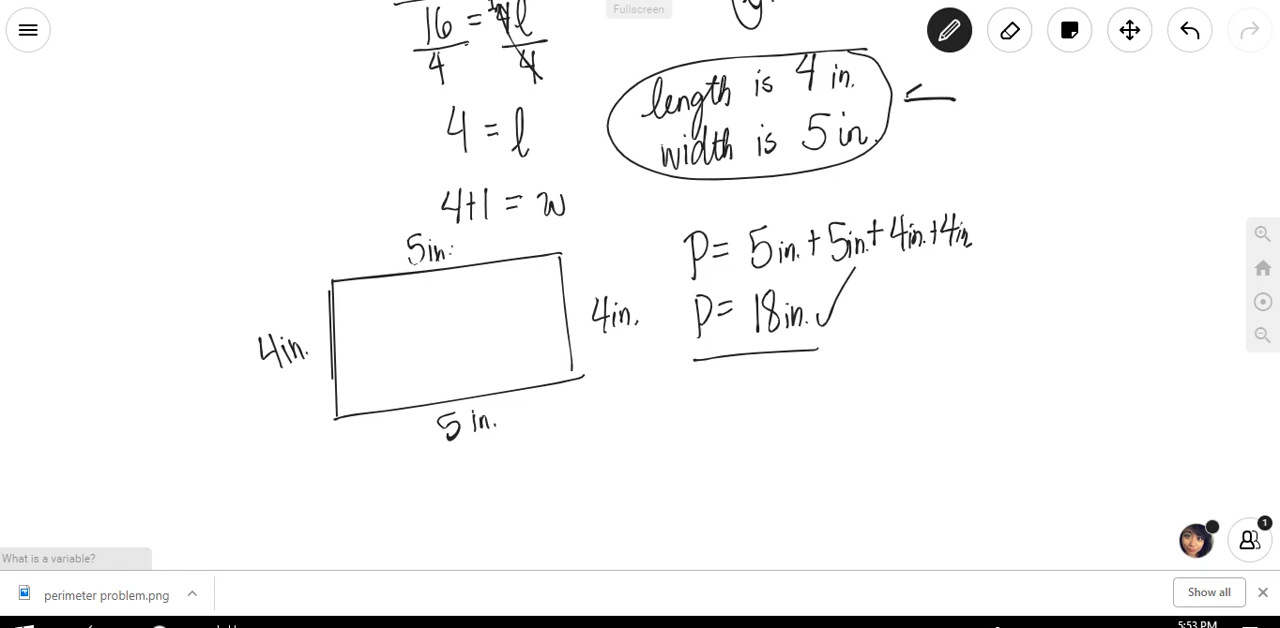 Fullscreen
16 = 4l
4 4
4 = l
4+1 = w
length is 4 in.
width is 5 in.
5in.
4in.
4in.
5 in.
P = 5in. + 5in. + 4in. + 4in
P = 18in. ✓
1
What is a variable?
perimeter problem.png
Show all
5:53 PM